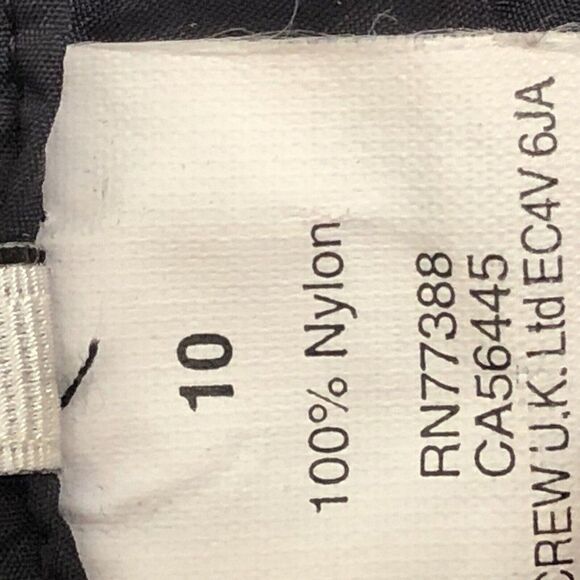 10
100% Nylon
RN77388
CA56445
CREW U.K. Ltd EC4V 6JA